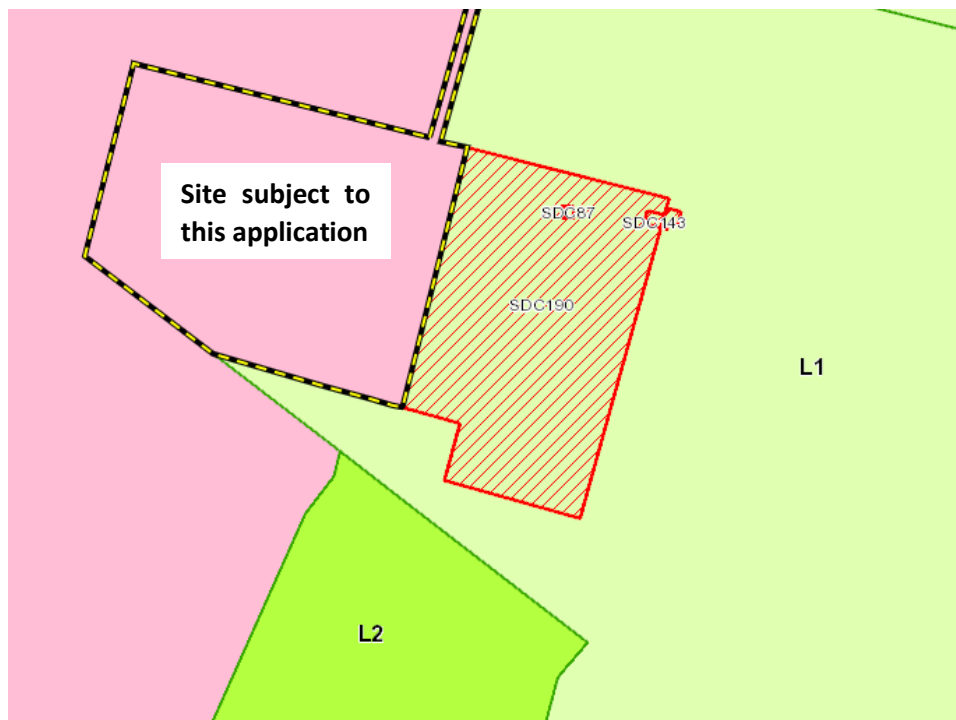 Site subject to
this application
SDC87
SDC143
SDC190
L1
L2